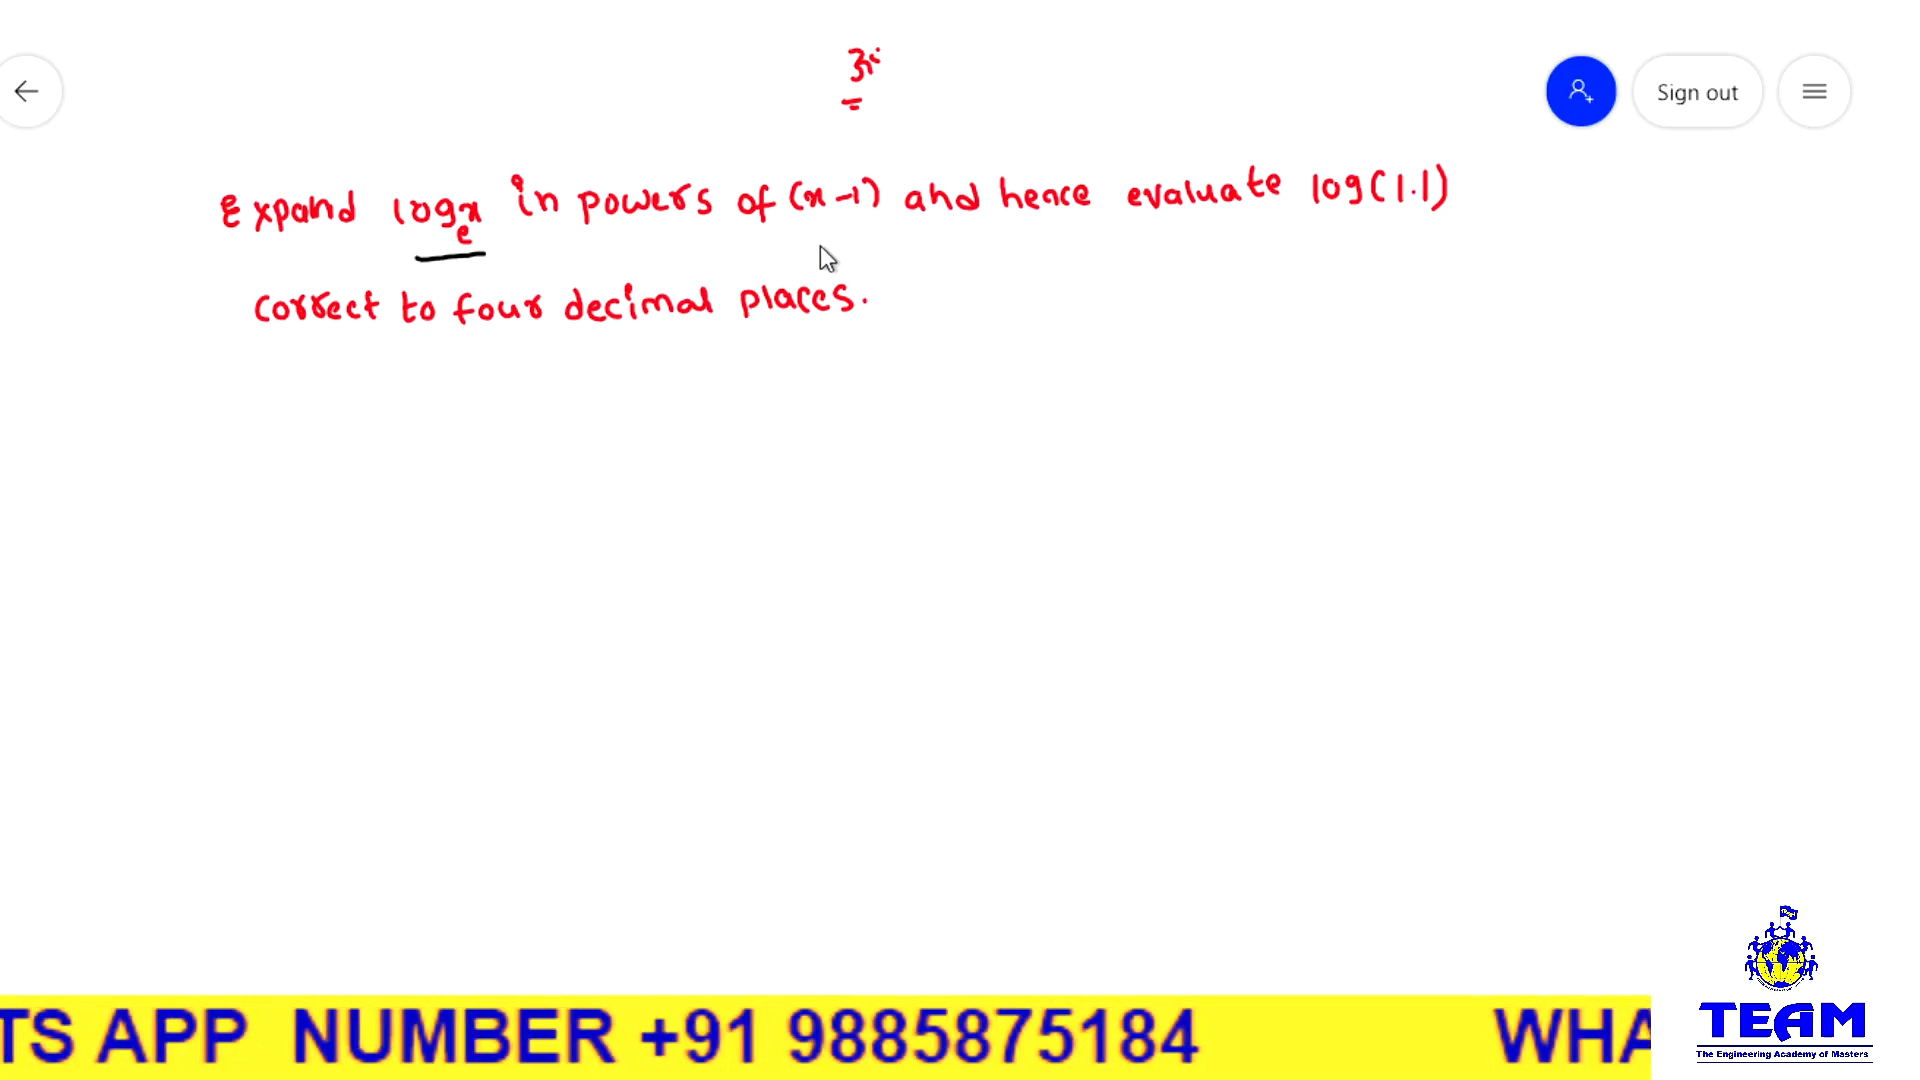 Sign out
Expand log_e x in powers of (x-1) and hence evaluate log(1.1)
correct to four decimal places.
TS APP NUMBER +91 9885875184 WHA
TEAM
The Engineering Academy of Masters